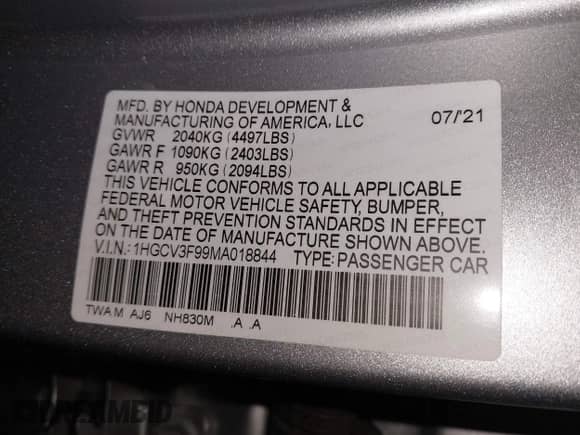 MFD. BY HONDA DEVELOPMENT &
MANUFACTURING OF AMERICA, LLC 07/'21
GVWR 2040KG (4497LBS)
GAWR F 1090KG (2403LBS)
GAWR R 950KG (2094LBS)
THIS VEHICLE CONFORMS TO ALL APPLICABLE
FEDERAL MOTOR VEHICLE SAFETY, BUMPER,
AND THEFT PREVENTION STANDARDS IN EFFECT
ON THE DATE OF MANUFACTURE SHOWN ABOVE.
V.I.N.: 1HGCV3F99MA018844 TYPE: PASSENGER CAR
TWA M AJ6 NH830M .A .A